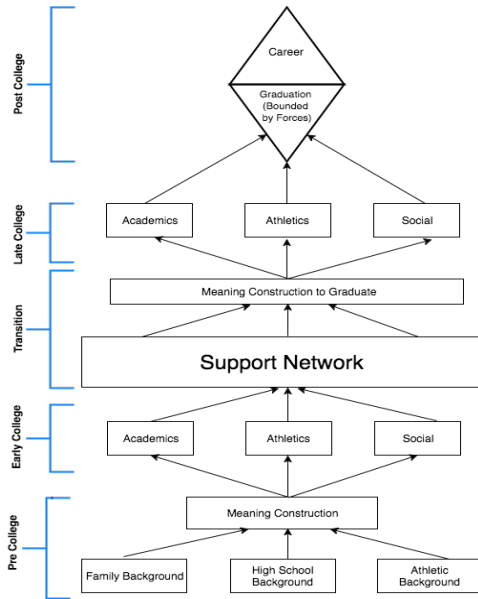 Post College
Career
Graduation
(Bounded
by Forces)
Late College
Academics
Athletics
Social
Transition
Meaning Construction to Graduate
Support Network
Early College
Academics
Athletics
Social
Pre College
Meaning Construction
Family Background
High School
Background
Athletic
Background